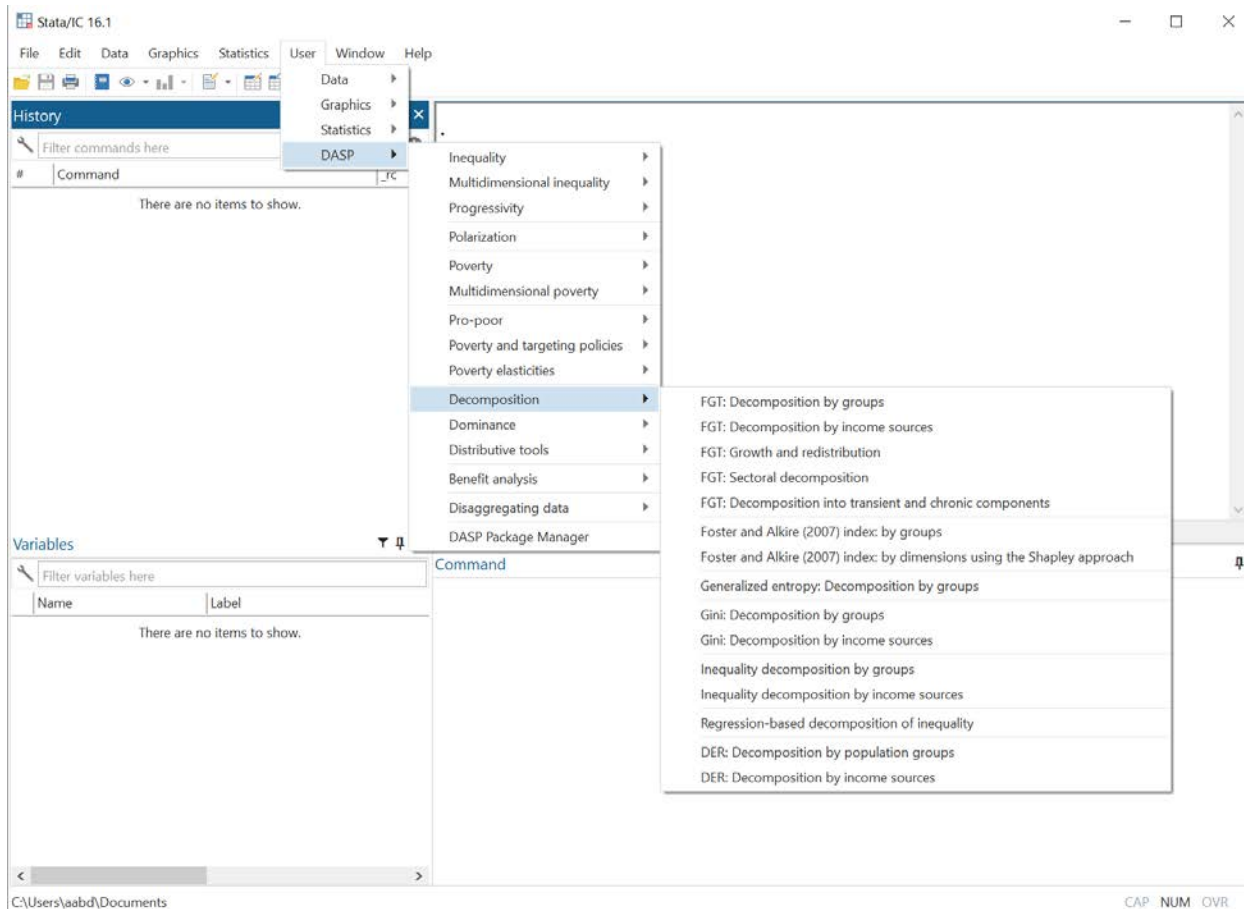 Stata/IC 16.1
File Edit Data Graphics Statistics User Window Help
Data
Graphics
Statistics
DASP
History
Filter commands here
# Command _rc
There are no items to show.
.
Inequality
Multidimensional inequality
Progressivity
Polarization
Poverty
Multidimensional poverty
Pro-poor
Poverty and targeting policies
Poverty elasticities
Decomposition
Dominance
Distributive tools
Benefit analysis
Disaggregating data
DASP Package Manager
FGT: Decomposition by groups
FGT: Decomposition by income sources
FGT: Growth and redistribution
FGT: Sectoral decomposition
FGT: Decomposition into transient and chronic components
Foster and Alkire (2007) index: by groups
Foster and Alkire (2007) index: by dimensions using the Shapley approach
Generalized entropy: Decomposition by groups
Gini: Decomposition by groups
Gini: Decomposition by income sources
Inequality decomposition by groups
Inequality decomposition by income sources
Regression-based decomposition of inequality
DER: Decomposition by population groups
DER: Decomposition by income sources
Variables
Filter variables here
Name Label
There are no items to show.
Command
C:\Users\aabd\Documents
CAP NUM OVR